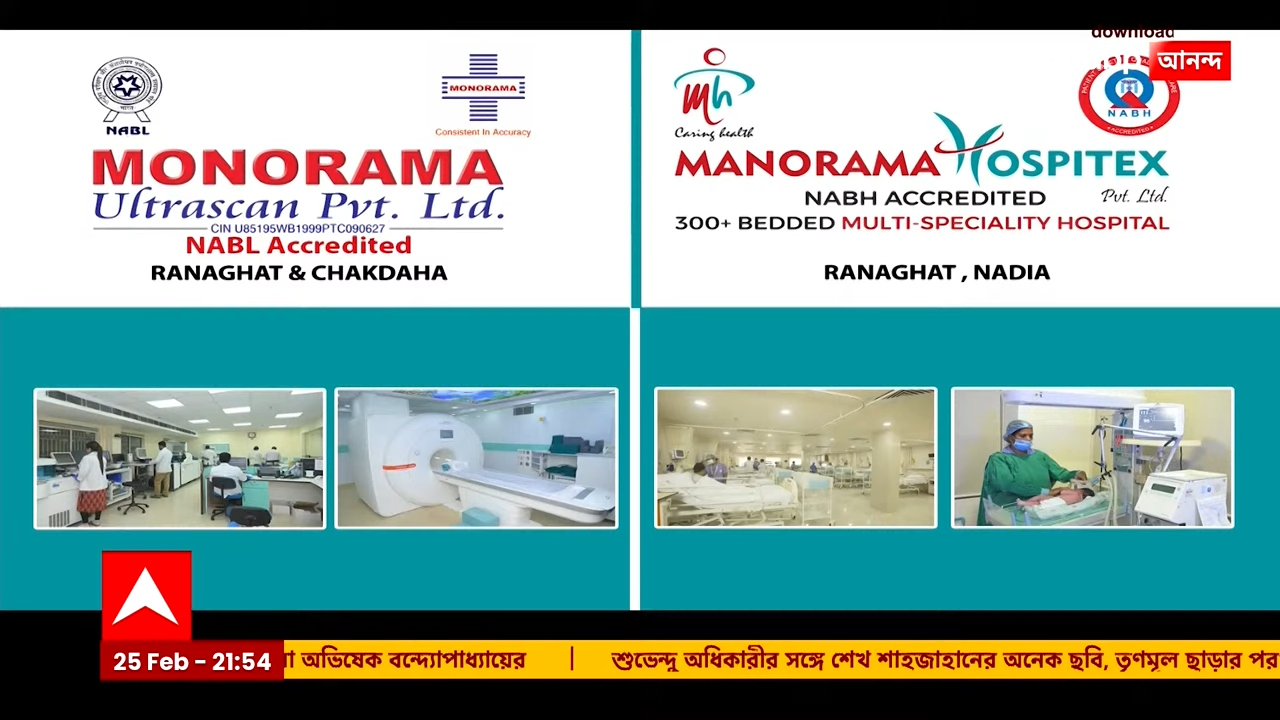 download
আনন্দ
NABL
MONORAMA
Consistent In Accuracy
MONORAMA
Ultrascan Pvt. Ltd.
CIN U85195WB1999PTC090627
NABL Accredited
RANAGHAT & CHAKDAHA
mh
Caring health
NABH
ACCREDITED
MANORAMA HOSPITEX
Pvt. Ltd.
NABH ACCREDITED
300+ BEDDED MULTI-SPECIALITY HOSPITAL
RANAGHAT , NADIA
25 Feb - 21:54
অভিষেক বন্দ্যোপাধ্যায়ের | শুভেন্দু অধিকারীর সঙ্গে শেখ শাহজাহানের অনেক ছবি, তৃণমূল ছাড়ার পর